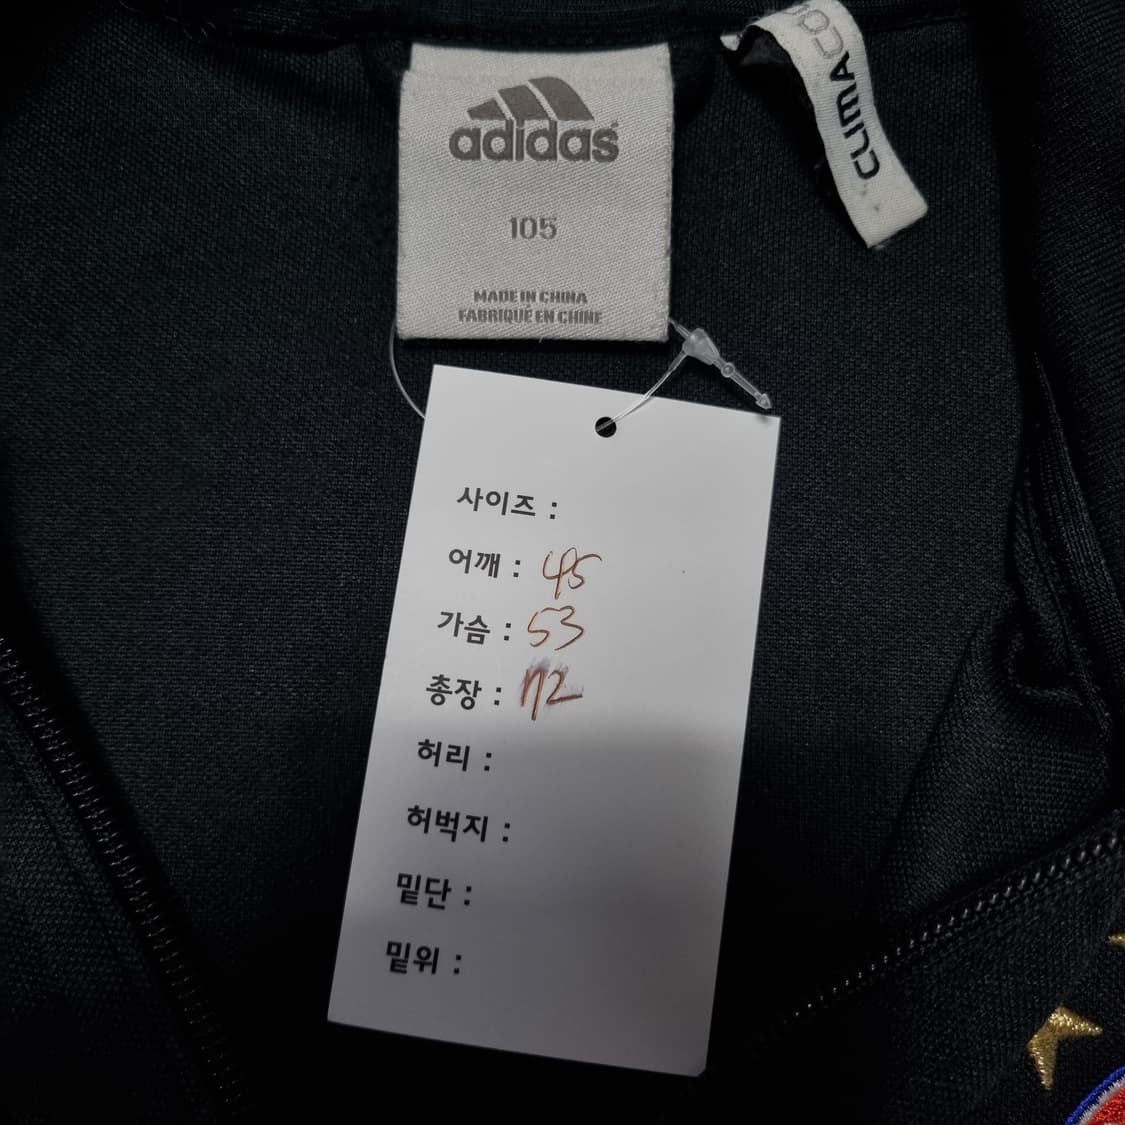 adidas
105
MADE IN CHINA
FABRIQUÉ EN CHINE
CLIMACO
사이즈 :
어깨 : 45
가슴 : 53
총장 : 72
허리 :
허벅지 :
밑단 :
밑위 :